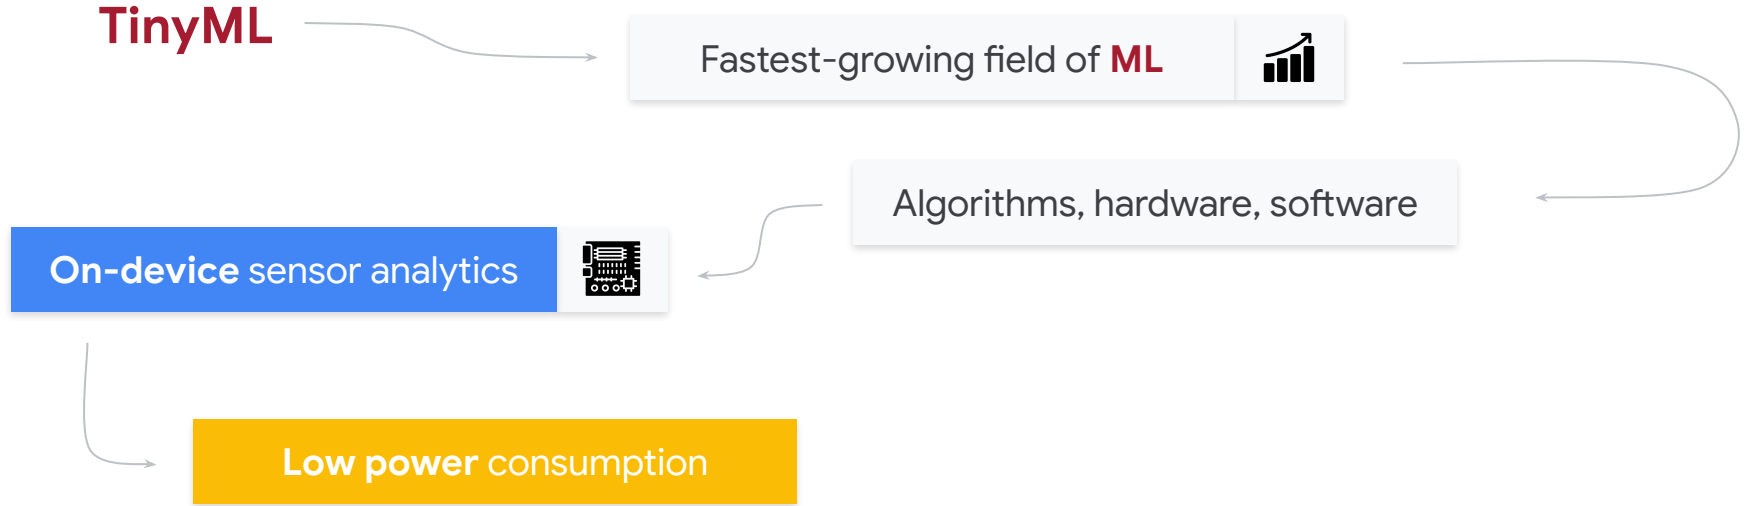 TinyML
Fastest-growing field of ML
Algorithms, hardware, software
On-device sensor analytics
Low power consumption